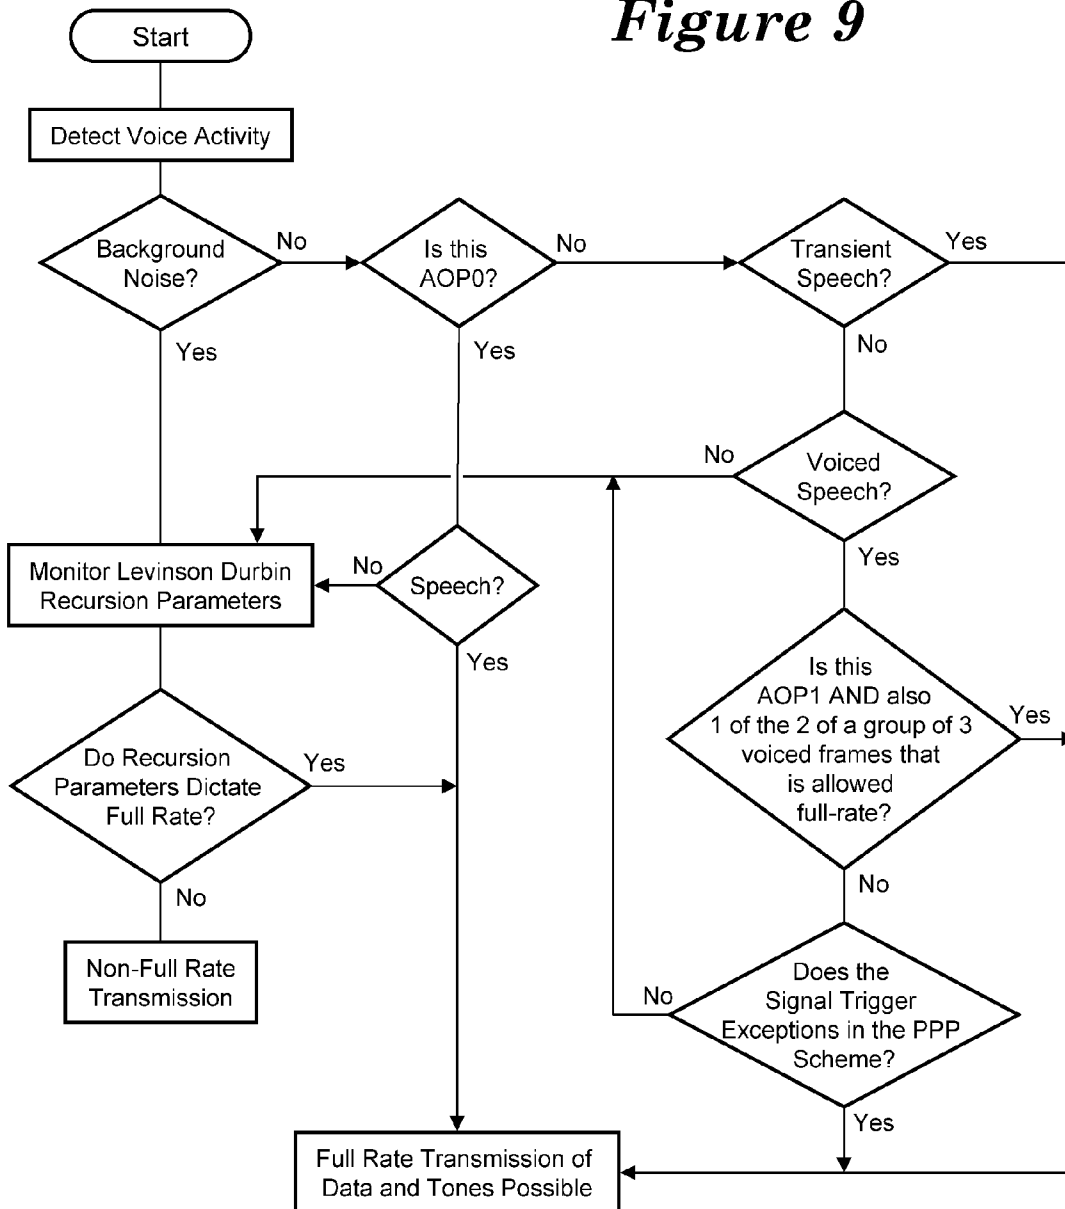 Figure 9
Start
Detect Voice Activity
Background
Noise?
No
Yes
Is this
AOP0?
No
Yes
Transient
Speech?
Yes
No
Voiced
Speech?
No
Yes
Monitor Levinson Durbin
Recursion Parameters
Speech?
No
Yes
Is this
AOP1 AND also
1 of the 2 of a group of 3
voiced frames that
is allowed
full-rate?
Yes
No
Do Recursion
Parameters Dictate
Full Rate?
Yes
No
Non-Full Rate
Transmission
Does the
Signal Trigger
Exceptions in the PPP
Scheme?
No
Yes
Full Rate Transmission of
Data and Tones Possible